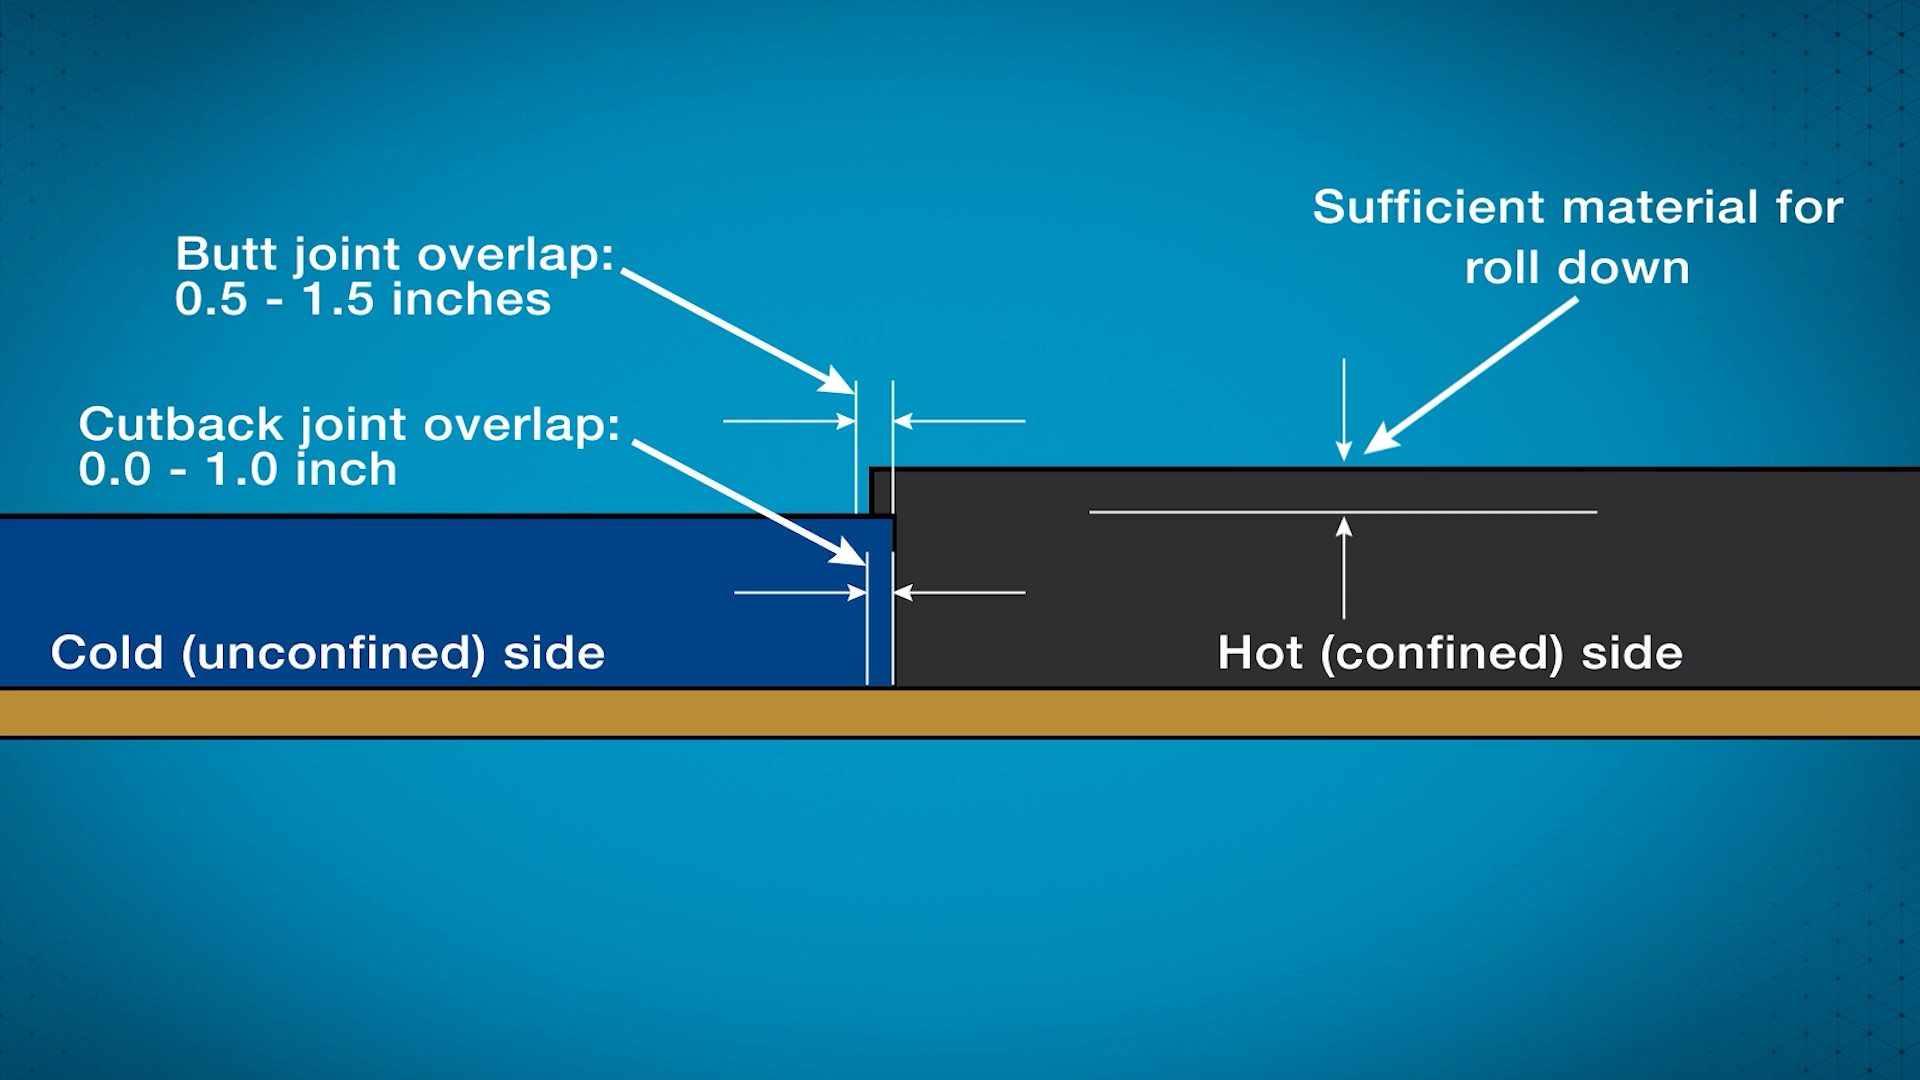 Sufficient material for
roll down
Butt joint overlap:
0.5 - 1.5 inches
Cutback joint overlap:
0.0 - 1.0 inch
Cold (unconfined) side
Hot (confined) side